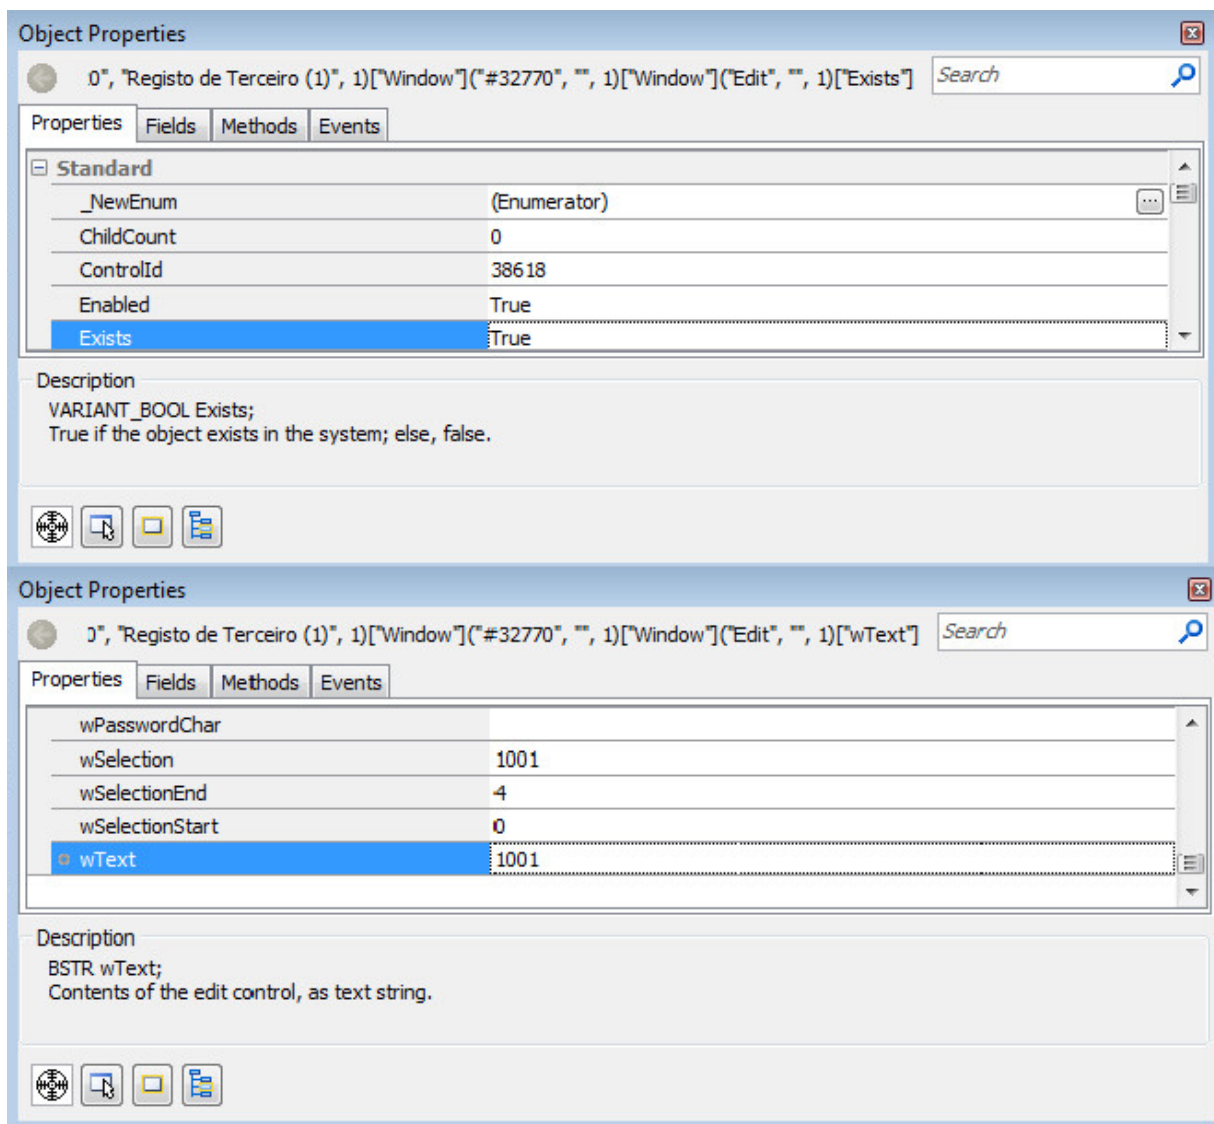 Object Properties
:0", "Registo de Terceiro (1)", 1)["Window"]("#32770", "", 1)["Window"]("Edit", "", 1)["Exists"] Search
Properties Fields Methods Events
Standard
_NewEnum (Enumerator) ...
ChildCount 0
ControlId 38618
Enabled True
Exists True
Description
VARIANT_BOOL Exists;
True if the object exists in the system; else, false.
Object Properties
0", "Registo de Terceiro (1)", 1)["Window"]("#32770", "", 1)["Window"]("Edit", "", 1)["wText"] Search
Properties Fields Methods Events
wPasswordChar
wSelection 1001
wSelectionEnd 4
wSelectionStart 0
wText 1001
Description
BSTR wText;
Contents of the edit control, as text string.